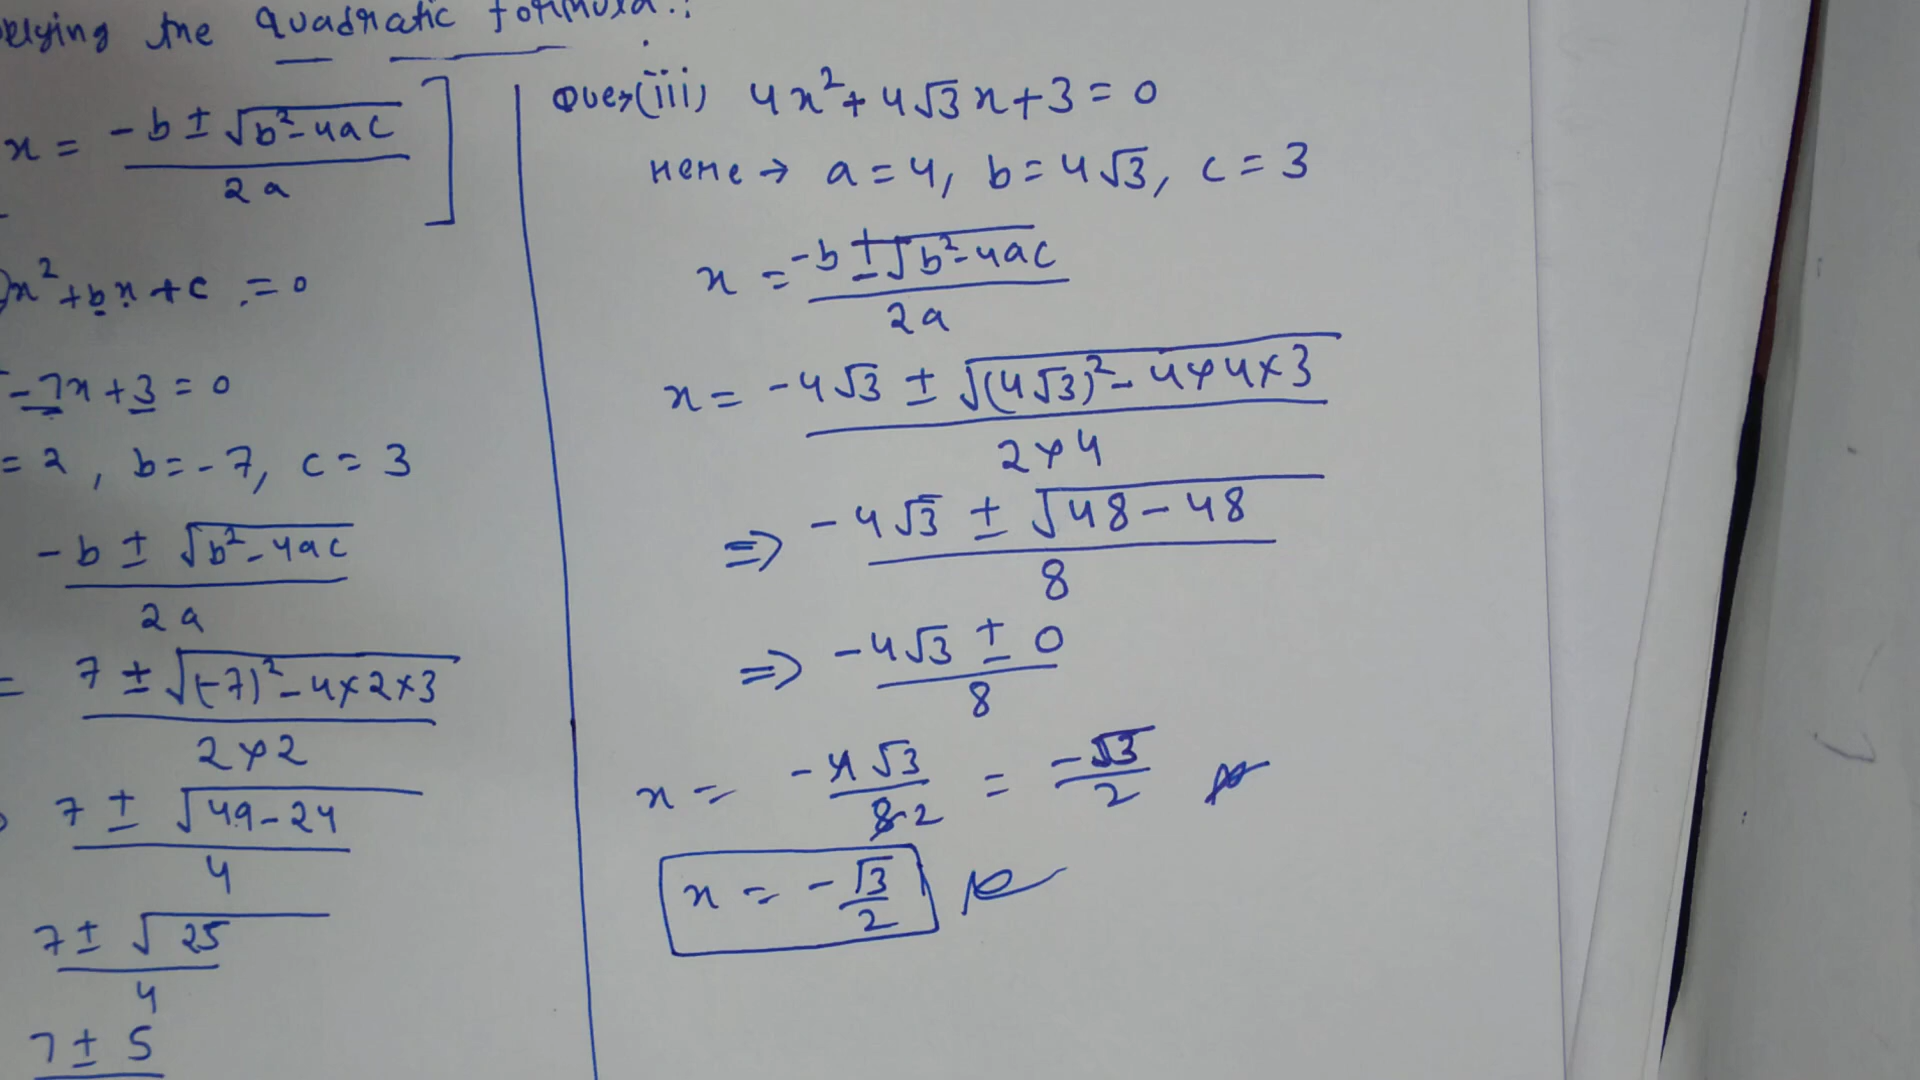 the quadratic formula :
x = -b ± √b²-4ac / 2a
x² + bx + c = 0
-7x + 3 = 0
= 2, b = -7, c = 3
-b ± √b²-4ac / 2a
= 7 ± √(-7)²-4×2×3 / 2×2
7 ± √49-24 / 4
7 ± √25 / 4
7 ± 5
Ques(iii) 4x² + 4√3x + 3 = 0
Here → a = 4, b = 4√3, c = 3
x = -b ± √b²-4ac / 2a
x = -4√3 ± √(4√3)²-4×4×3 / 2×4
⇒ -4√3 ± √48-48 / 8
⇒ -4√3 ± 0 / 8
x = -4√3 / 8 2 = -√3 / 2
x = -√3 / 2